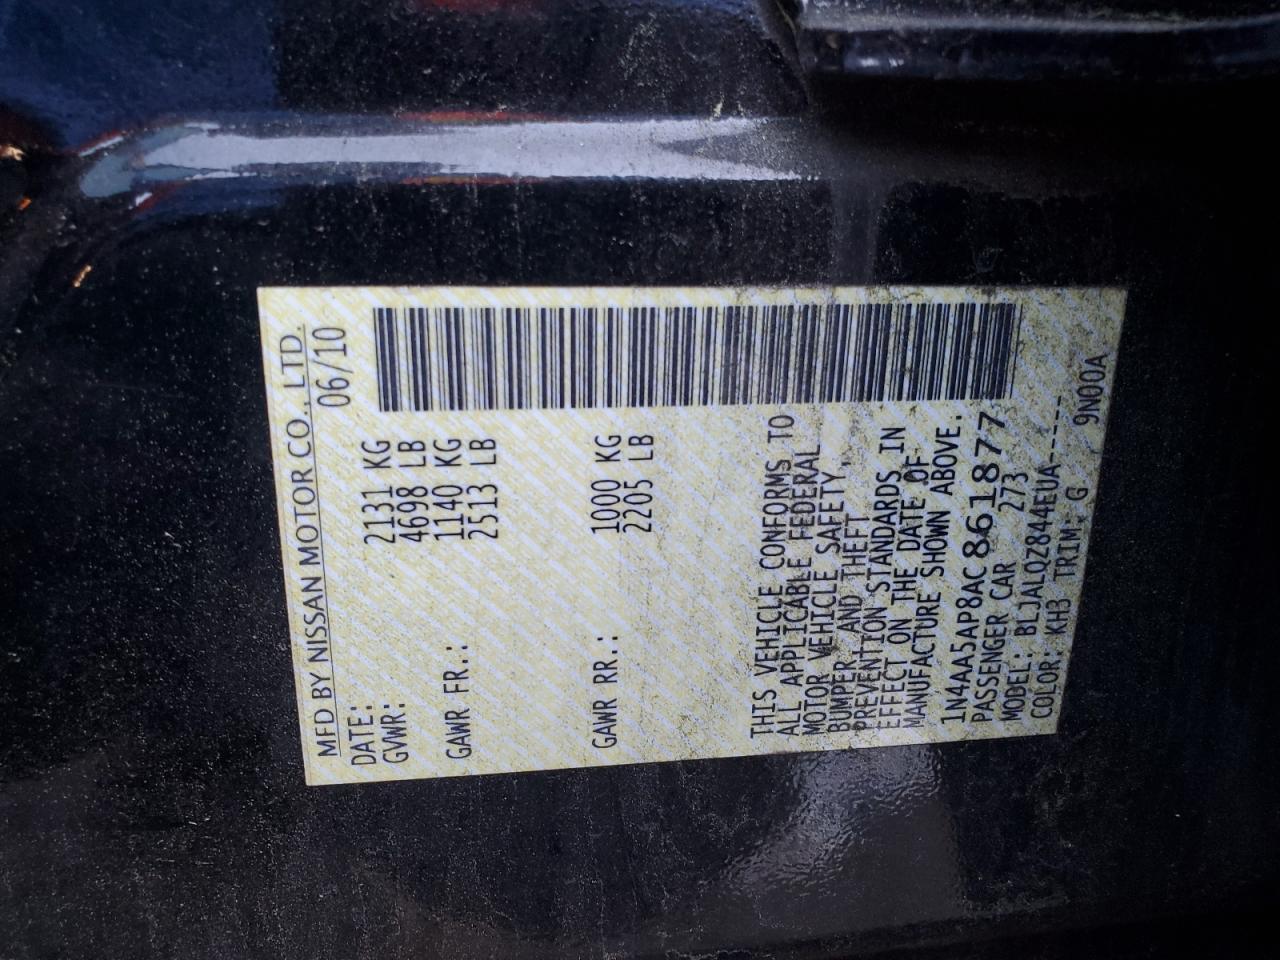 MFD BY NISSAN MOTOR CO., LTD.
DATE: 06/10
GVWR: 2131 KG
4698 LB
GAWR FR.: 1140 KG
2513 LB
GAWR RR.: 1000 KG
2205 LB
THIS VEHICLE CONFORMS TO
ALL APPLICABLE FEDERAL
MOTOR VEHICLE SAFETY,
BUMPER AND THEFT
PREVENTION STANDARDS IN
EFFECT ON THE DATE OF
MANUFACTURE SHOWN ABOVE.
1N4AA5AP8AC861877
PASSENGER CAR 273
MODEL: BLJALQZ844EUA-----
COLOR: KH3 TRIM: G 9N00A